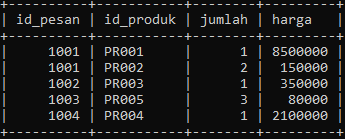 +----------+-----------+--------+---------+
| id_pesan | id_produk | jumlah | harga   |
+----------+-----------+--------+---------+
|     1001 | PR001     |      1 | 8500000 |
|     1001 | PR002     |      2 |  150000 |
|     1002 | PR003     |      1 |  350000 |
|     1003 | PR005     |      3 |   80000 |
|     1004 | PR004     |      1 | 2100000 |
+----------+-----------+--------+---------+